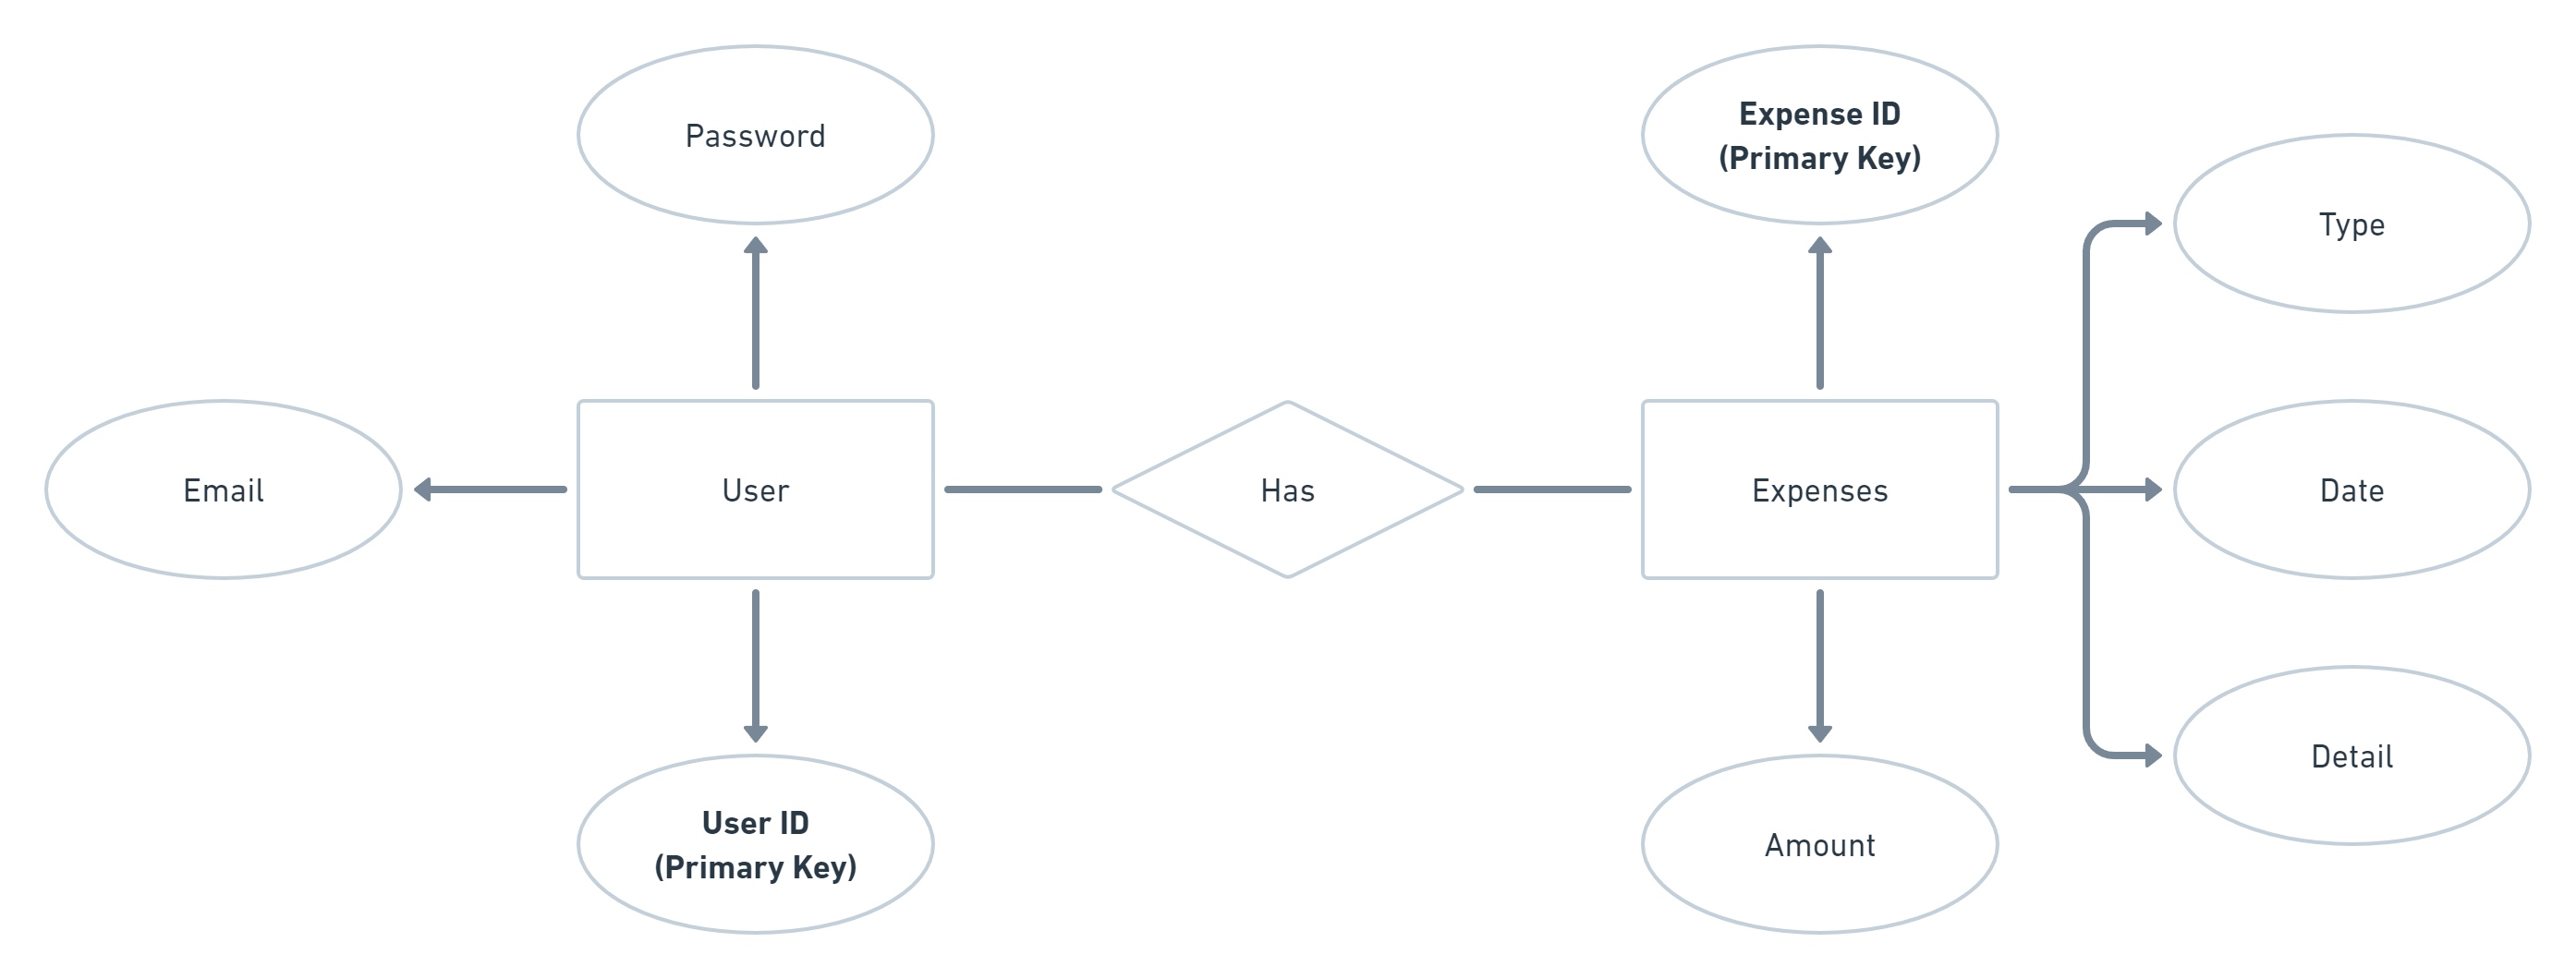 Password
Expense ID
(Primary Key)
Type
Email
User
Has
Expenses
Date
Detail
User ID
(Primary Key)
Amount